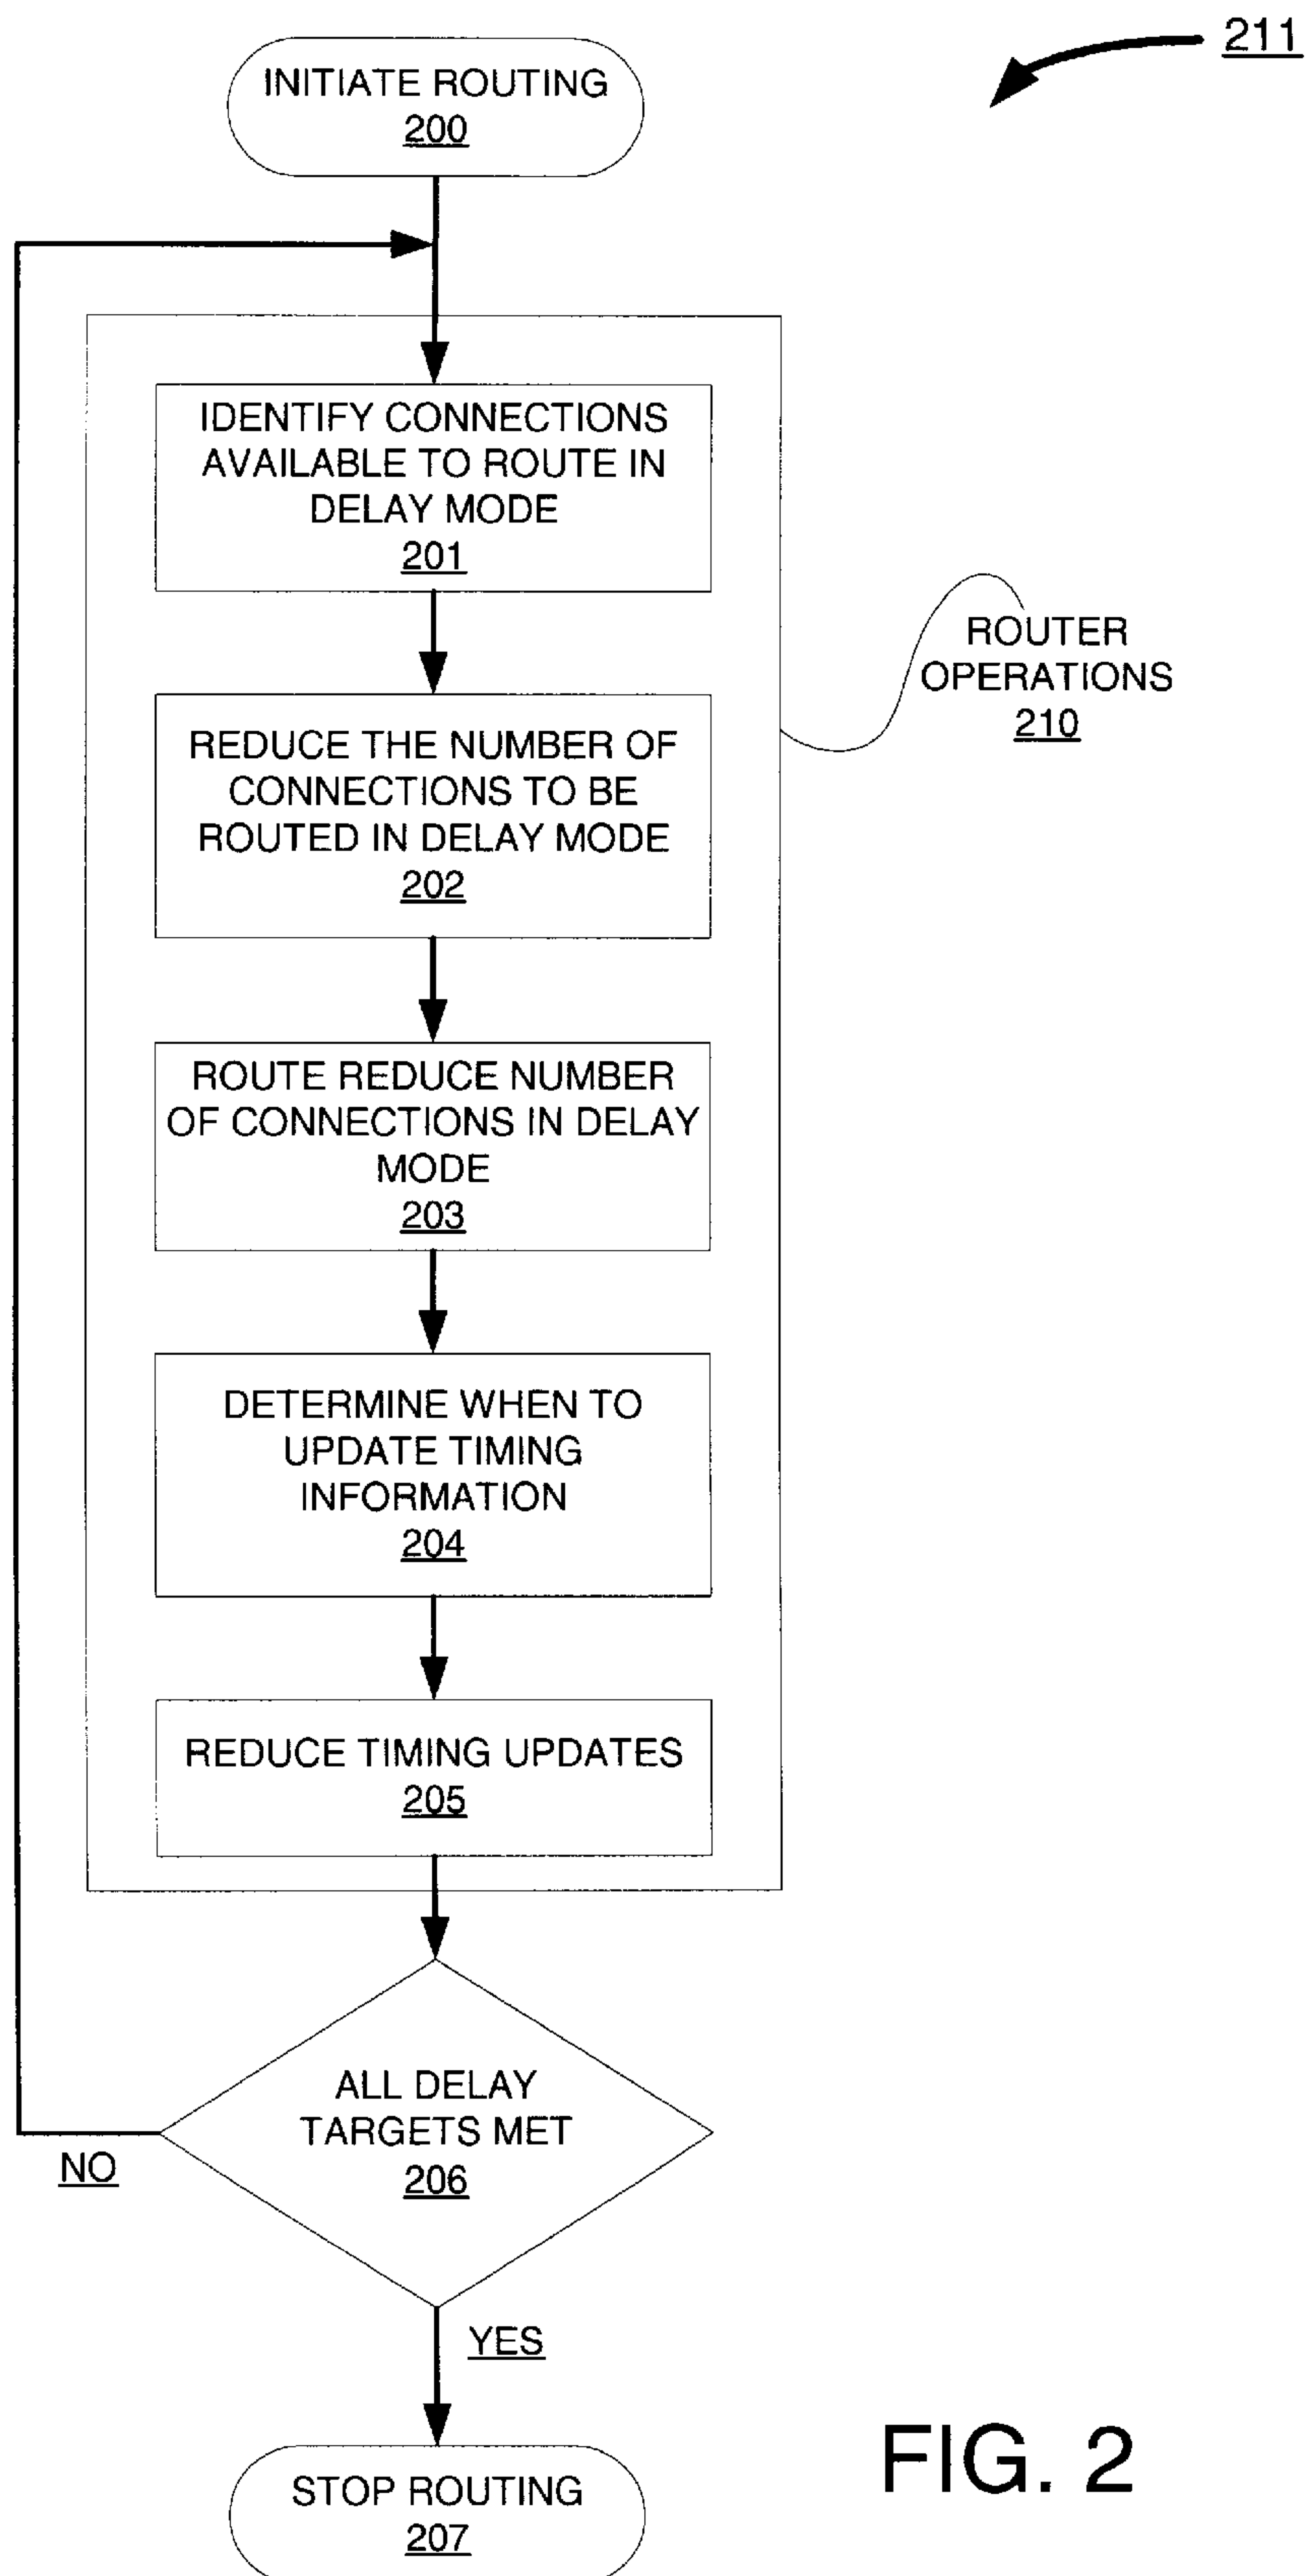 211
INITIATE ROUTING
200
IDENTIFY CONNECTIONS
AVAILABLE TO ROUTE IN
DELAY MODE
201
ROUTER
OPERATIONS
210
REDUCE THE NUMBER OF
CONNECTIONS TO BE
ROUTED IN DELAY MODE
202
ROUTE REDUCE NUMBER
OF CONNECTIONS IN DELAY
MODE
203
DETERMINE WHEN TO
UPDATE TIMING
INFORMATION
204
REDUCE TIMING UPDATES
205
ALL DELAY
TARGETS MET
206
NO
YES
STOP ROUTING
207
FIG. 2